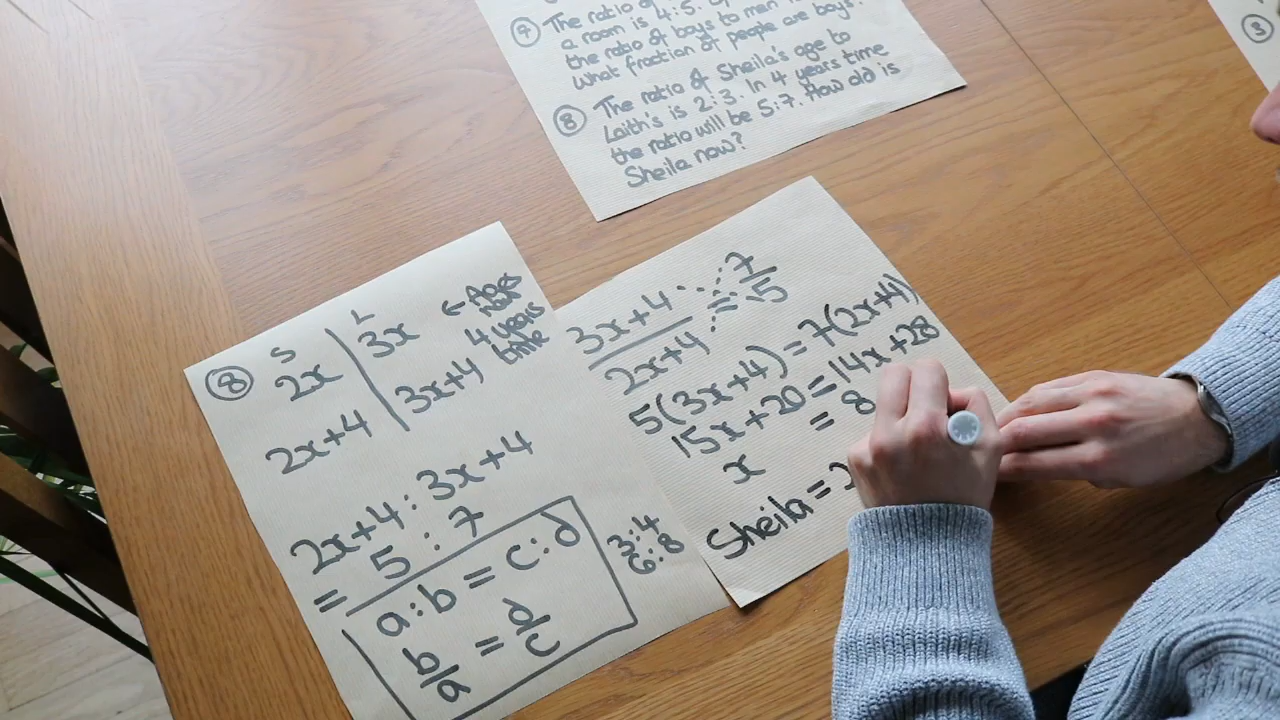 ⑦ The ratio of
a room is 4:5.
the ratio of boys to men
What fraction of people are boys?
⑧ The ratio of Sheila's age to
Laith's is 2:3. In 4 years time
the ratio will be 5:7. How old is
Sheila now?
③
⑧
S L
2x 3x ← Ages Now
2x+4 3x+4 4 years time
2x+4 : 3x+4
= 5 : 7
a:b = c:d
b/a = d/c
3:4
6:8
3x+4/2x+4 = 7/5
5(3x+4) = 7(2x+4)
15x+20 = 14x+28
x = 8
Sheila = 2